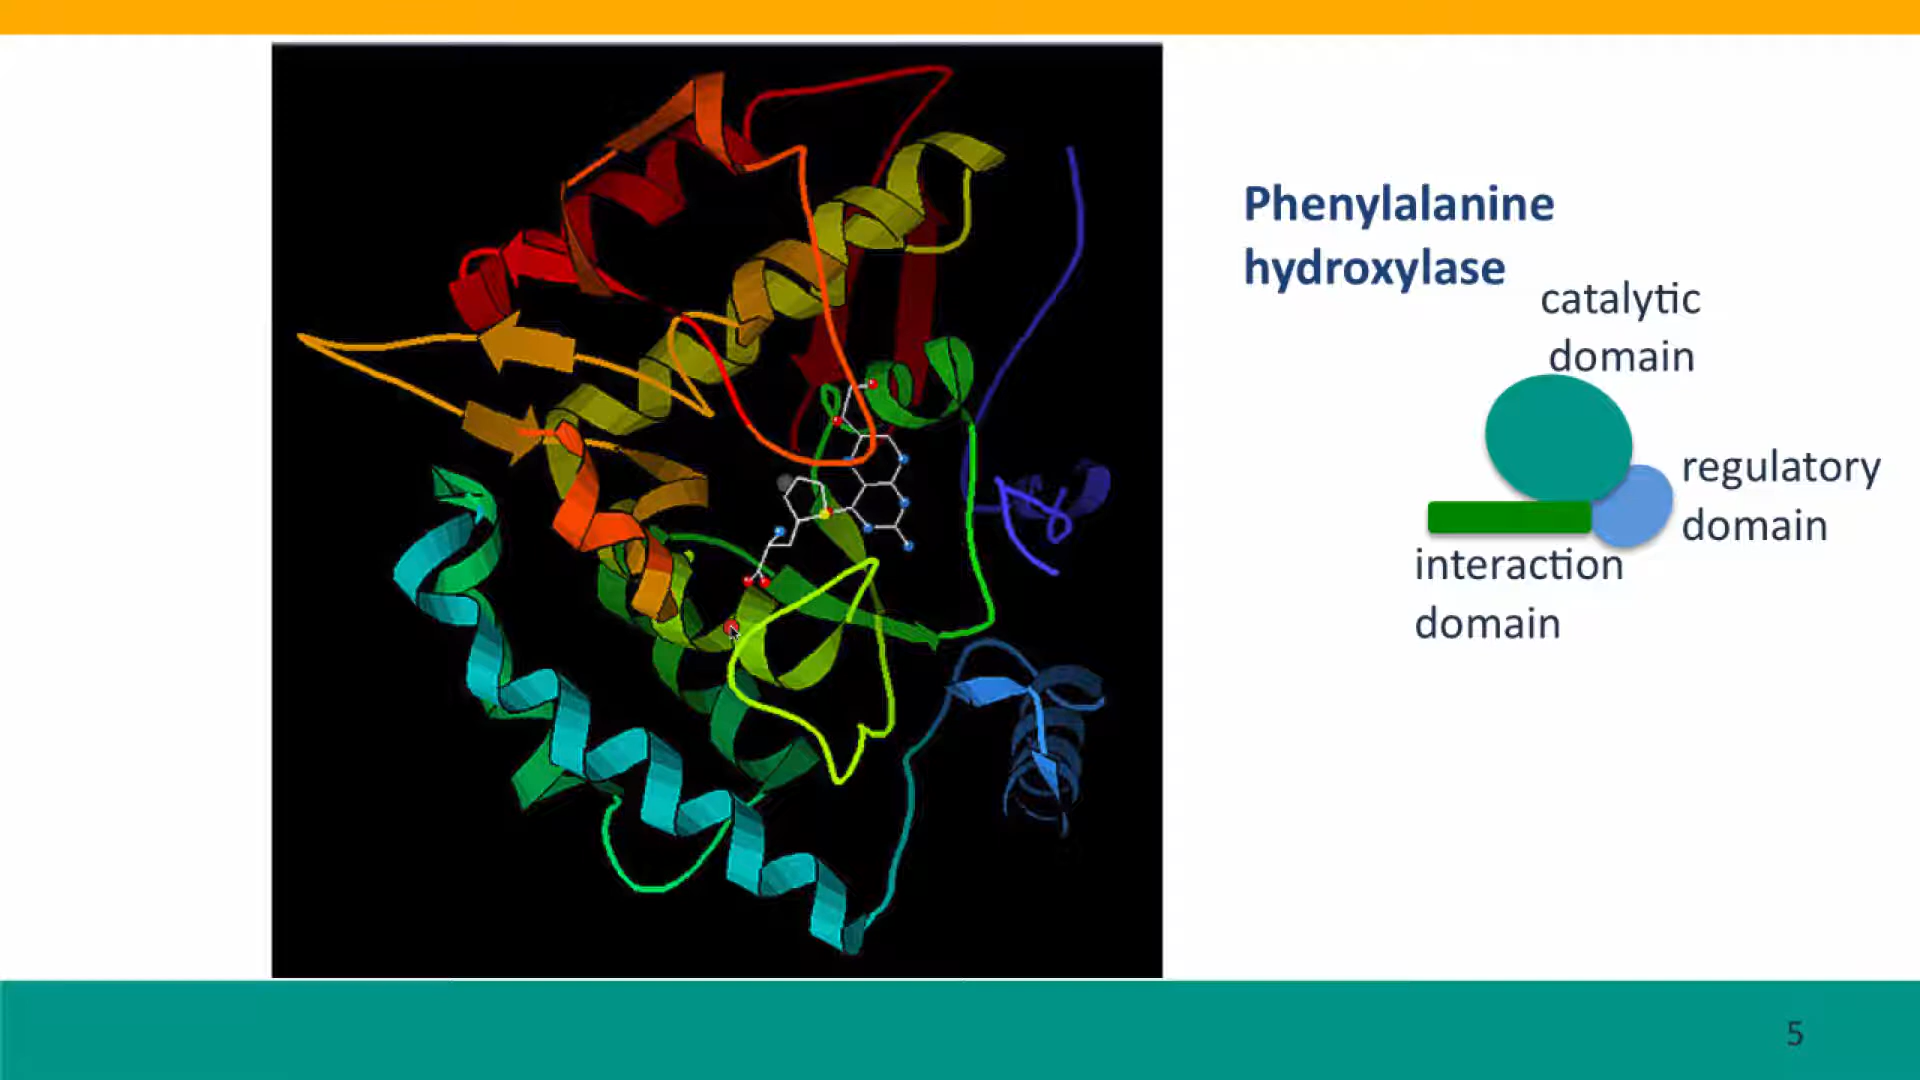 Phenylalanine
hydroxylase
catalytic
domain
regulatory
domain
interaction
domain
5